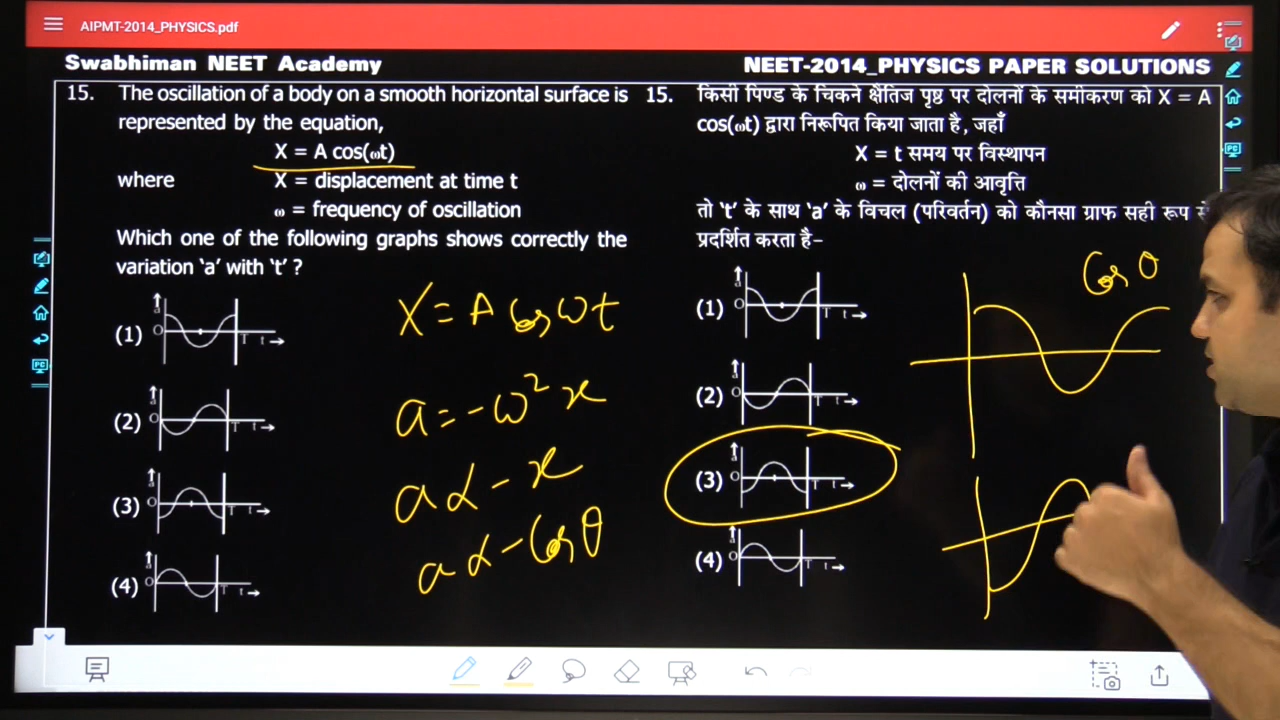 AIPMT-2014_PHYSICS.pdf
Swabhiman NEET Academy
NEET-2014_PHYSICS PAPER SOLUTIONS
15. The oscillation of a body on a smooth horizontal surface is
represented by the equation,
X = A cos(ωt)
where X = displacement at time t
ω = frequency of oscillation
Which one of the following graphs shows correctly the
variation ‘a’ with ‘t’ ?
(1) a O T t
(2) a O T t
(3) a O T t
(4) a O T t
X = A Cos ωt
a = -ω² x
a α - x
a α - Cos θ
15. किसी पिण्ड के चिकने क्षैतिज पृष्ठ पर दोलनों के समीकरण को X = A
cos(ωt) द्वारा निरूपित किया जाता है, जहाँ
X = t समय पर विस्थापन
ω = दोलनों की आवृत्ति
तो ‘t’ के साथ ‘a’ के विचल (परिवर्तन) को कौनसा ग्राफ सही रूप से
प्रदर्शित करता है–
(1) a O T t
(2) a O T t
(3) a O T t
(4) a O T t
Cos θ
PC
PC